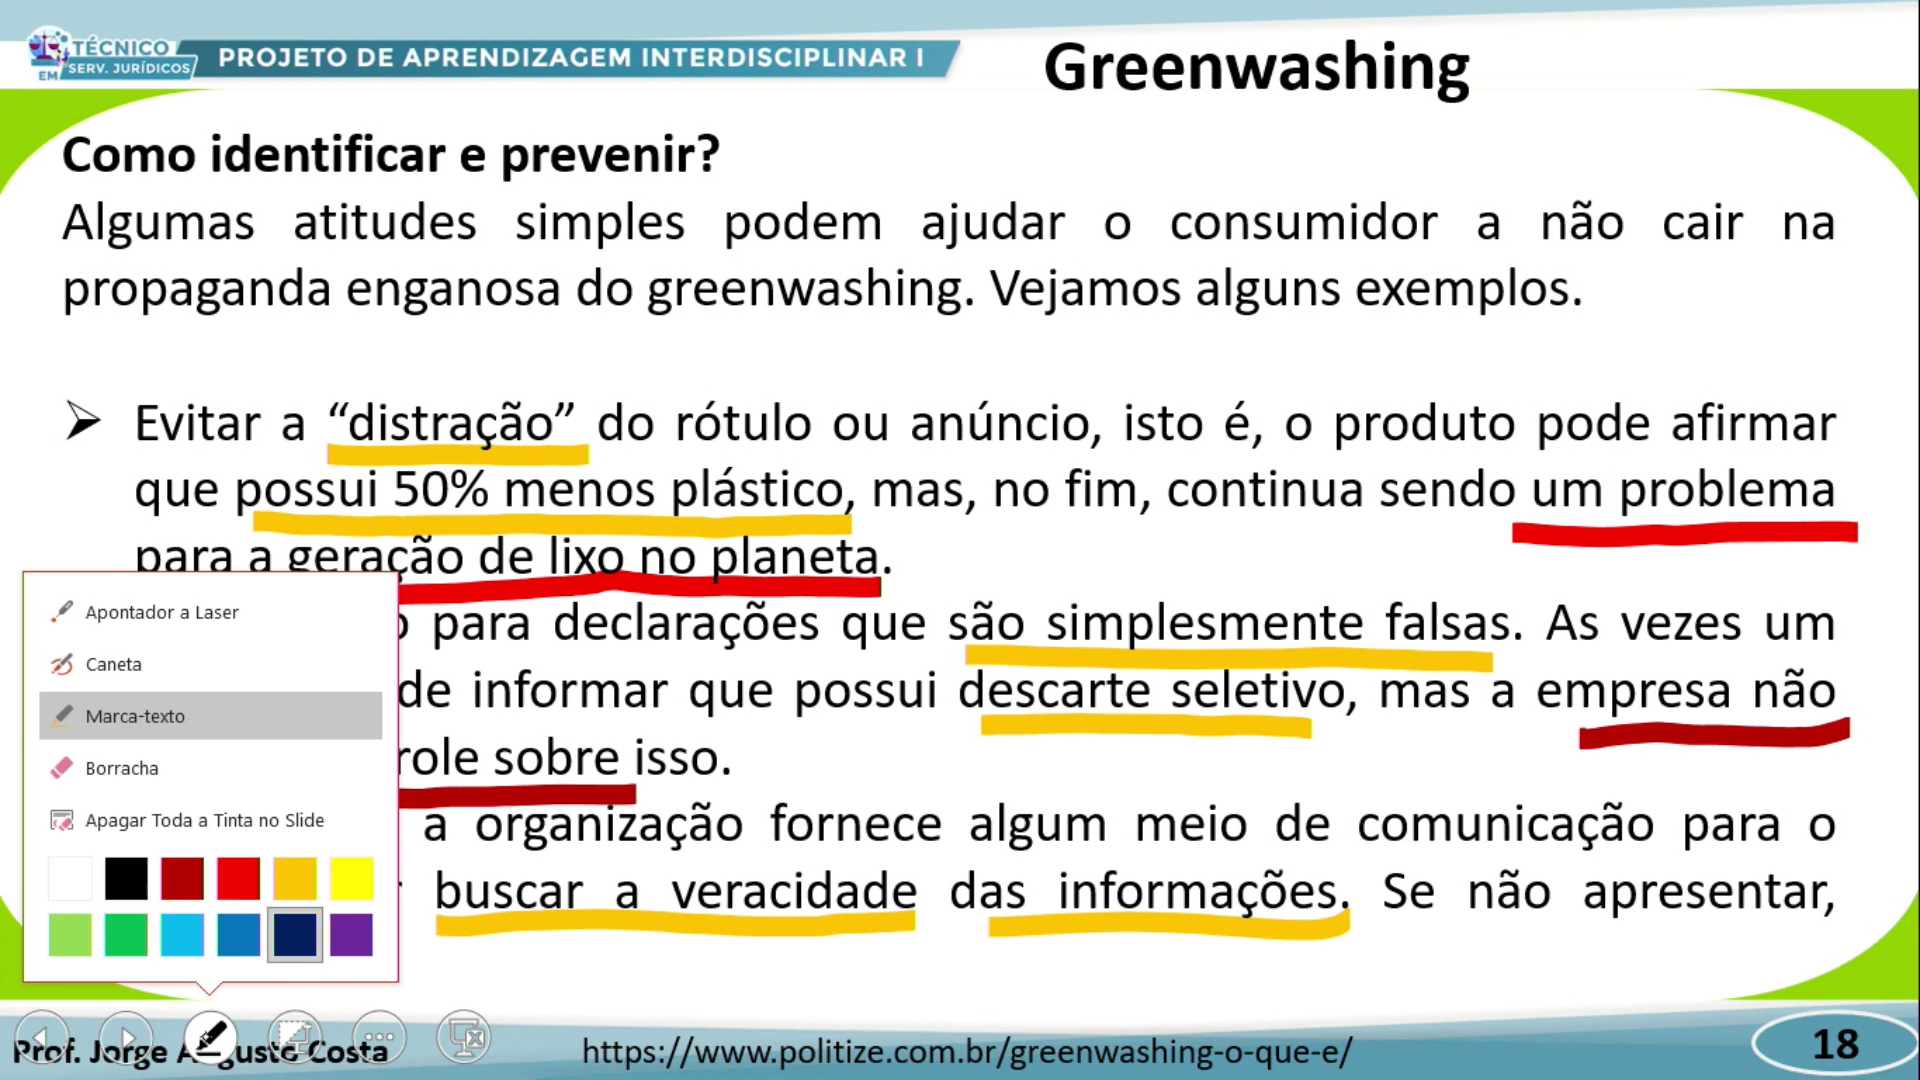 TÉCNICO
EM SERV. JURÍDICOS
PROJETO DE APRENDIZAGEM INTERDISCIPLINAR I
Greenwashing
Como identificar e prevenir?
Algumas atitudes simples podem ajudar o consumidor a não cair na
propaganda enganosa do greenwashing. Vejamos alguns exemplos.
➢ Evitar a “distração” do rótulo ou anúncio, isto é, o produto pode afirmar
que possui 50% menos plástico, mas, no fim, continua sendo um problema
para a geração de lixo no planeta.
para declarações que são simplesmente falsas. As vezes um
de informar que possui descarte seletivo, mas a empresa não
role sobre isso.
a organização fornece algum meio de comunicação para o
buscar a veracidade das informações. Se não apresentar,
Apontador a Laser
Caneta
Marca-texto
Borracha
Apagar Toda a Tinta no Slide
Prof. Jorge Augusto Costa
https://www.politize.com.br/greenwashing-o-que-e/
18